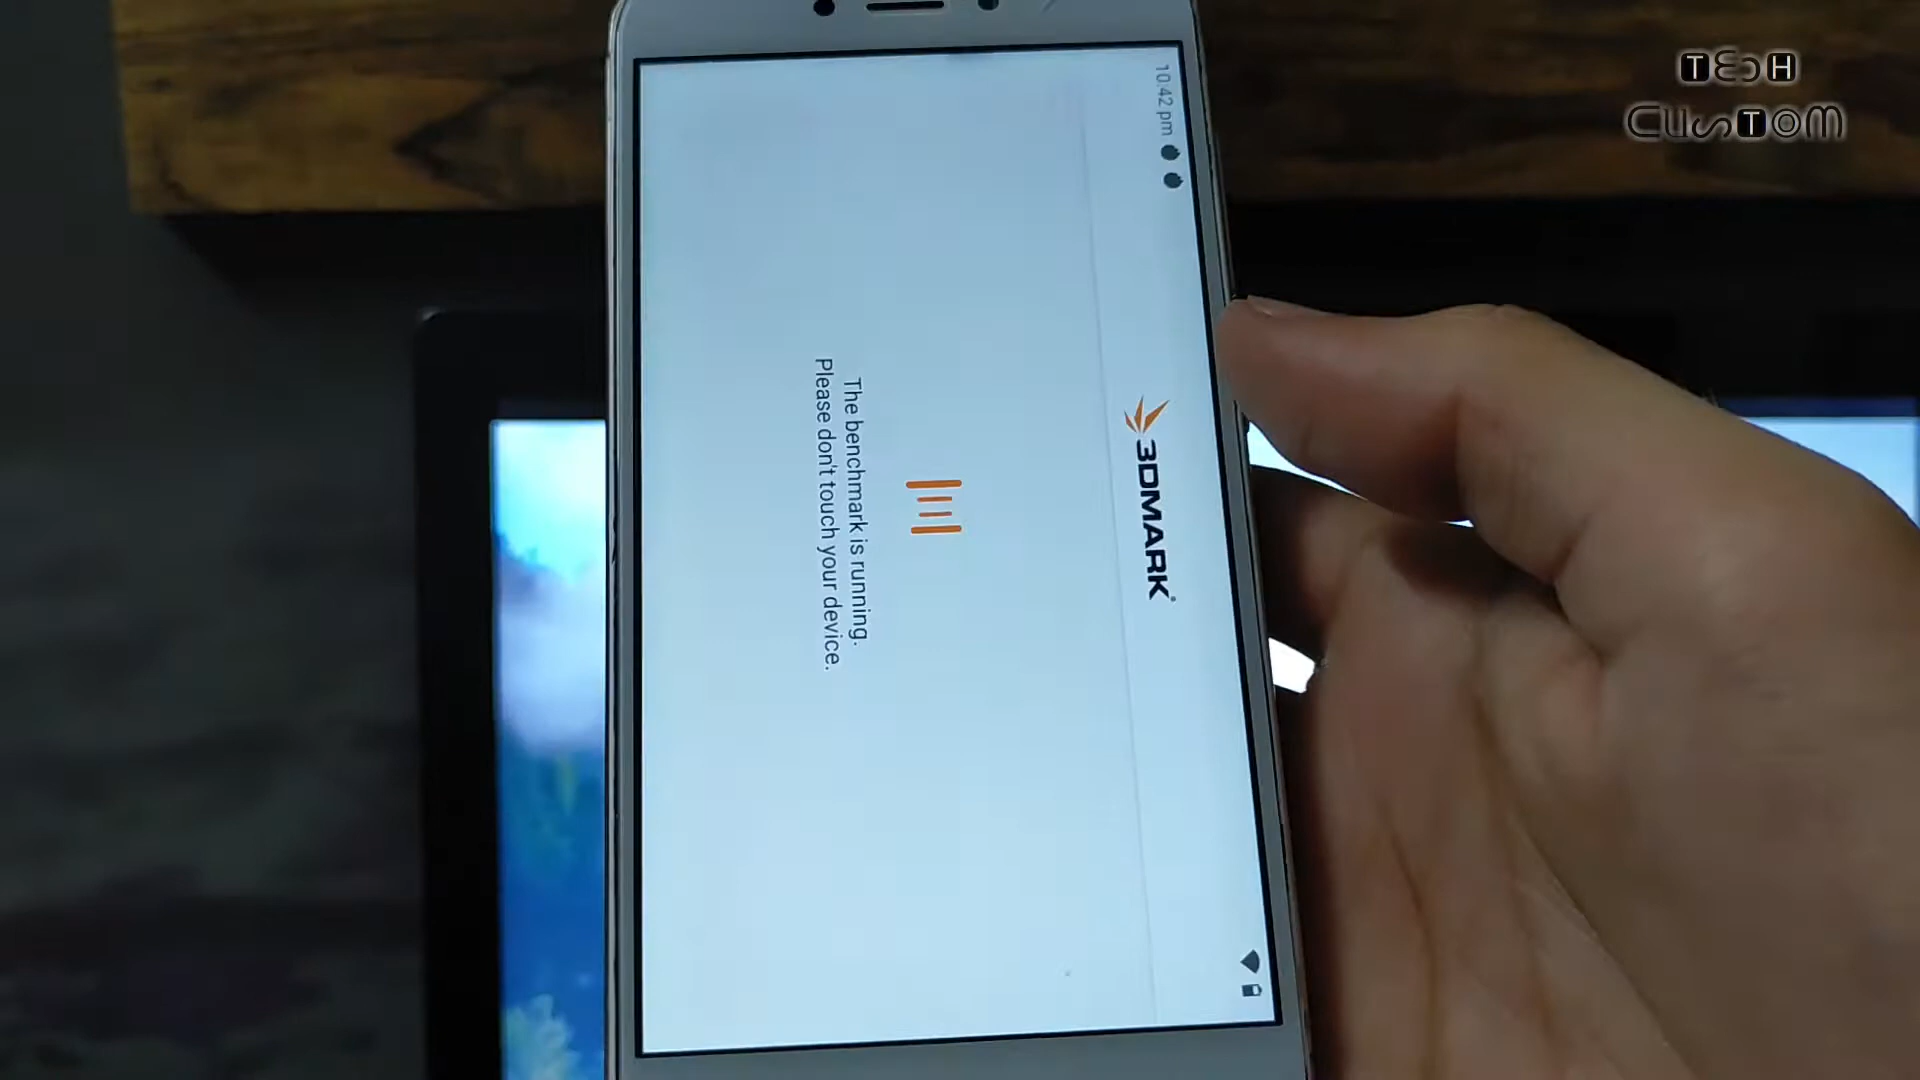 TECH
CUSTOM
10:42 pm
3DMARK
The benchmark is running.
Please don't touch your device.